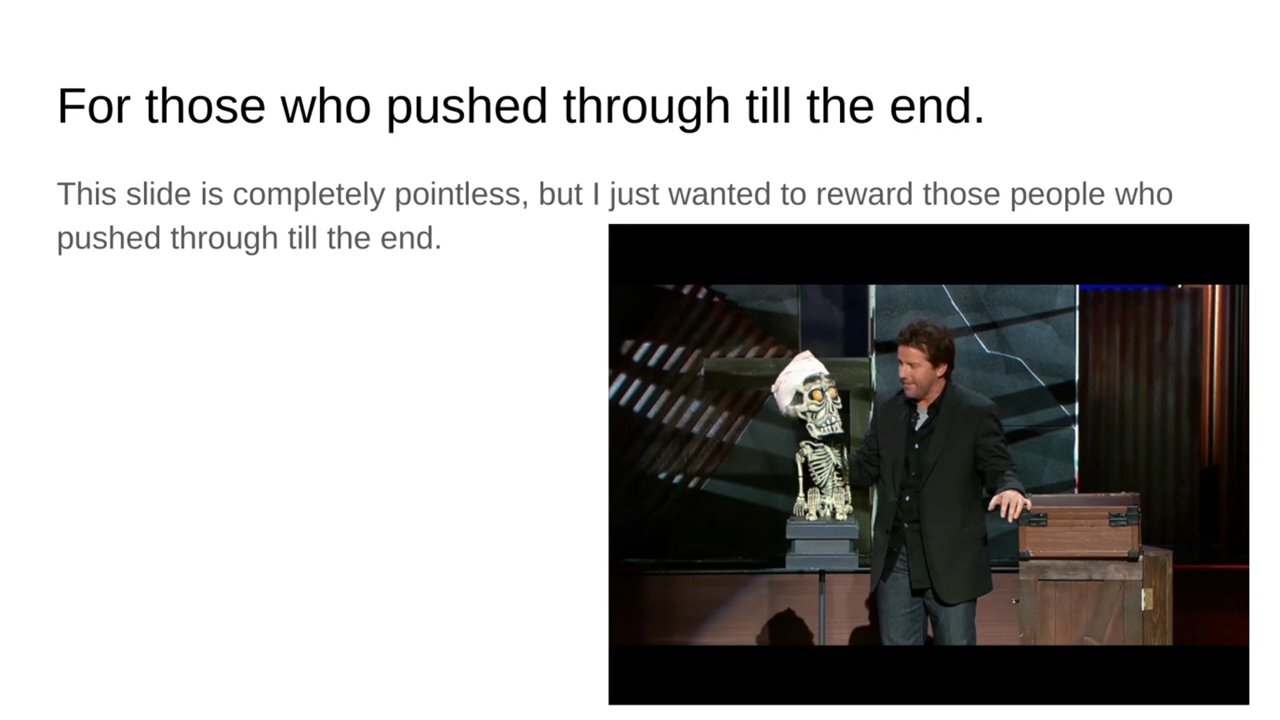 For those who pushed through till the end.
This slide is completely pointless, but I just wanted to reward those people who
pushed through till the end.